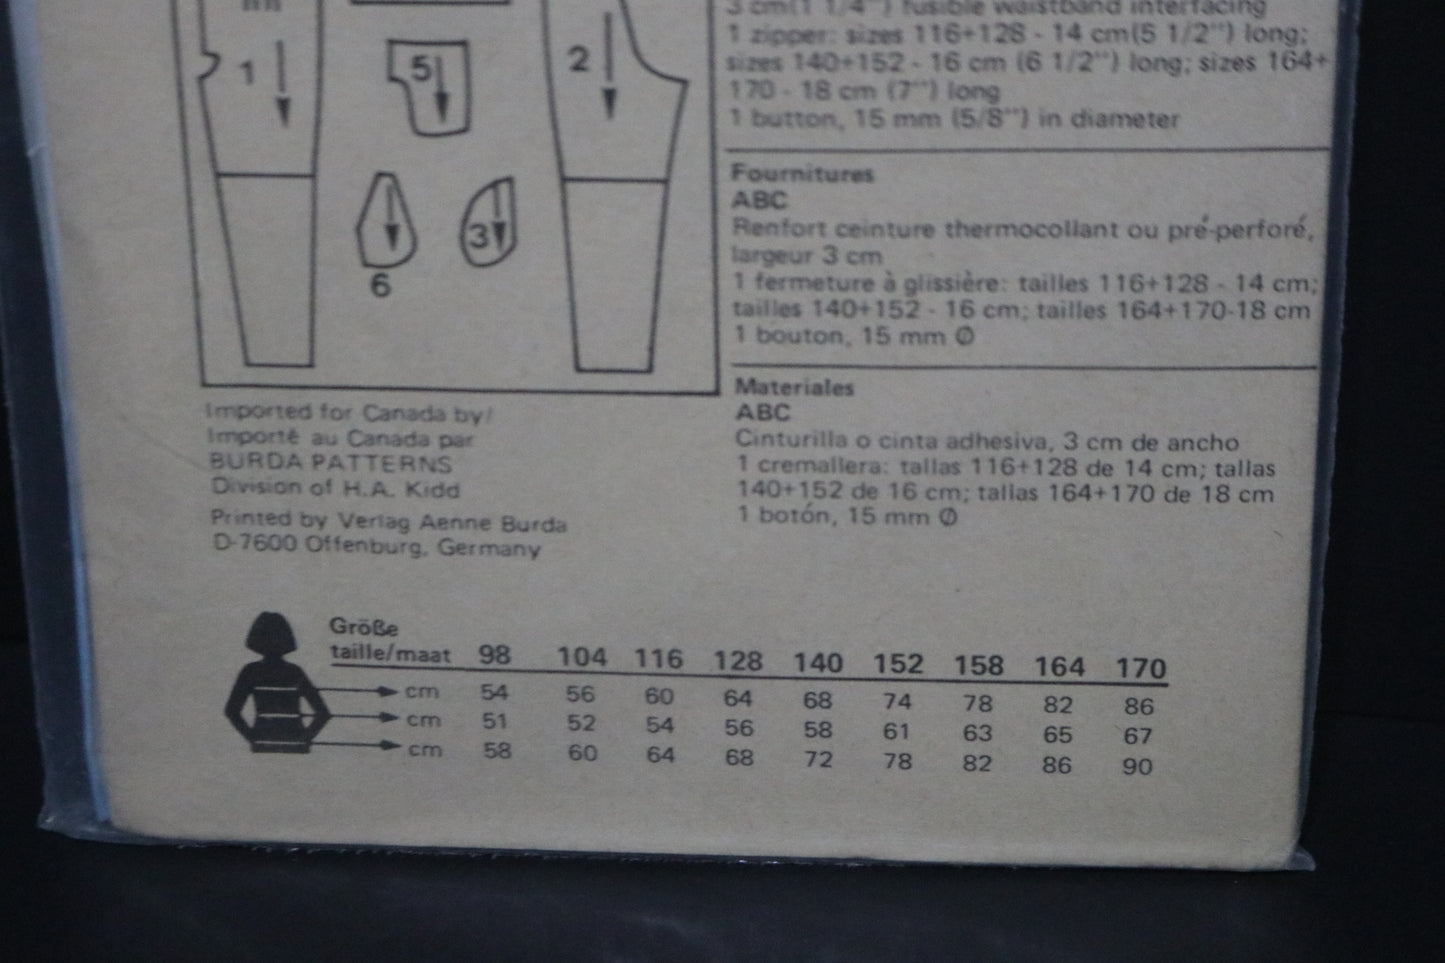 1
5
2
6
3
3 cm (1 1/4") fusible waistband interfacing
1 zipper: sizes 116+128 - 14 cm(5 1/2") long;
sizes 140+152 - 16 cm (6 1/2") long; sizes 164+
170 - 18 cm (7") long
1 button, 15 mm (5/8") in diameter
Fournitures
ABC
Renfort ceinture thermocollant ou pré-perforé,
largeur 3 cm
1 fermeture à glissière: tailles 116+128 - 14 cm;
tailles 140+152 - 16 cm; tailles 164+170-18 cm
1 bouton, 15 mm Ø
Materiales
ABC
Cinturilla o cinta adhesiva, 3 cm de ancho
1 cremallera: tallas 116+128 de 14 cm; tallas
140+152 de 16 cm; tallas 164+170 de 18 cm
1 botón, 15 mm Ø
Imported for Canada by/
Importé au Canada par
BURDA PATTERNS
Division of H.A. Kidd
Printed by Verlag Aenne Burda
D-7600 Offenburg, Germany
Größe
taille/maat 98 104 116 128 140 152 158 164 170
cm 54 56 60 64 68 74 78 82 86
cm 51 52 54 56 58 61 63 65 67
cm 58 60 64 68 72 78 82 86 90